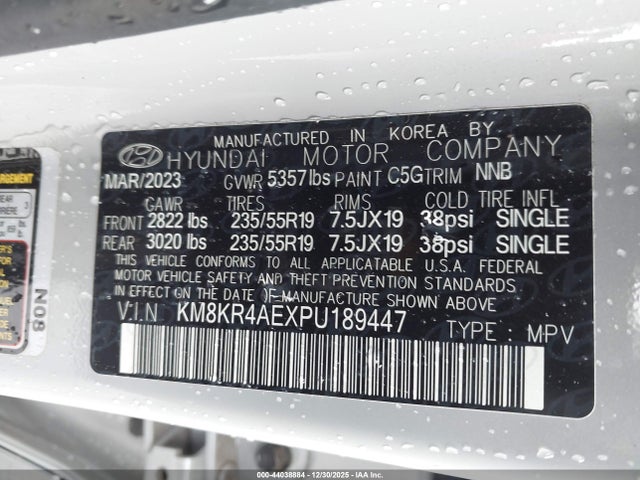 MANUFACTURED IN KOREA BY
HYUNDAI MOTOR COMPANY
MAR/2023 GVWR 5357 lbs PAINT C5G TRIM NNB
GAWR TIRES RIMS COLD TIRE INFL
FRONT 2822 lbs 235/55R19 7.5JX19 38psi SINGLE
REAR 3020 lbs 235/55R19 7.5JX19 38psi SINGLE
THIS VEHICLE CONFORMS TO ALL APPLICABLE U.S.A. FEDERAL
MOTOR VEHICLE SAFETY AND THEFT PREVENTION STANDARDS
IN EFFECT ON THE DATE OF MANUFACTURE SHOWN ABOVE.
V.I.N KM8KR4AEXPU189447 TYPE : MPV
N08
000-44038884 - 12/30/2025 - IAAI.COM